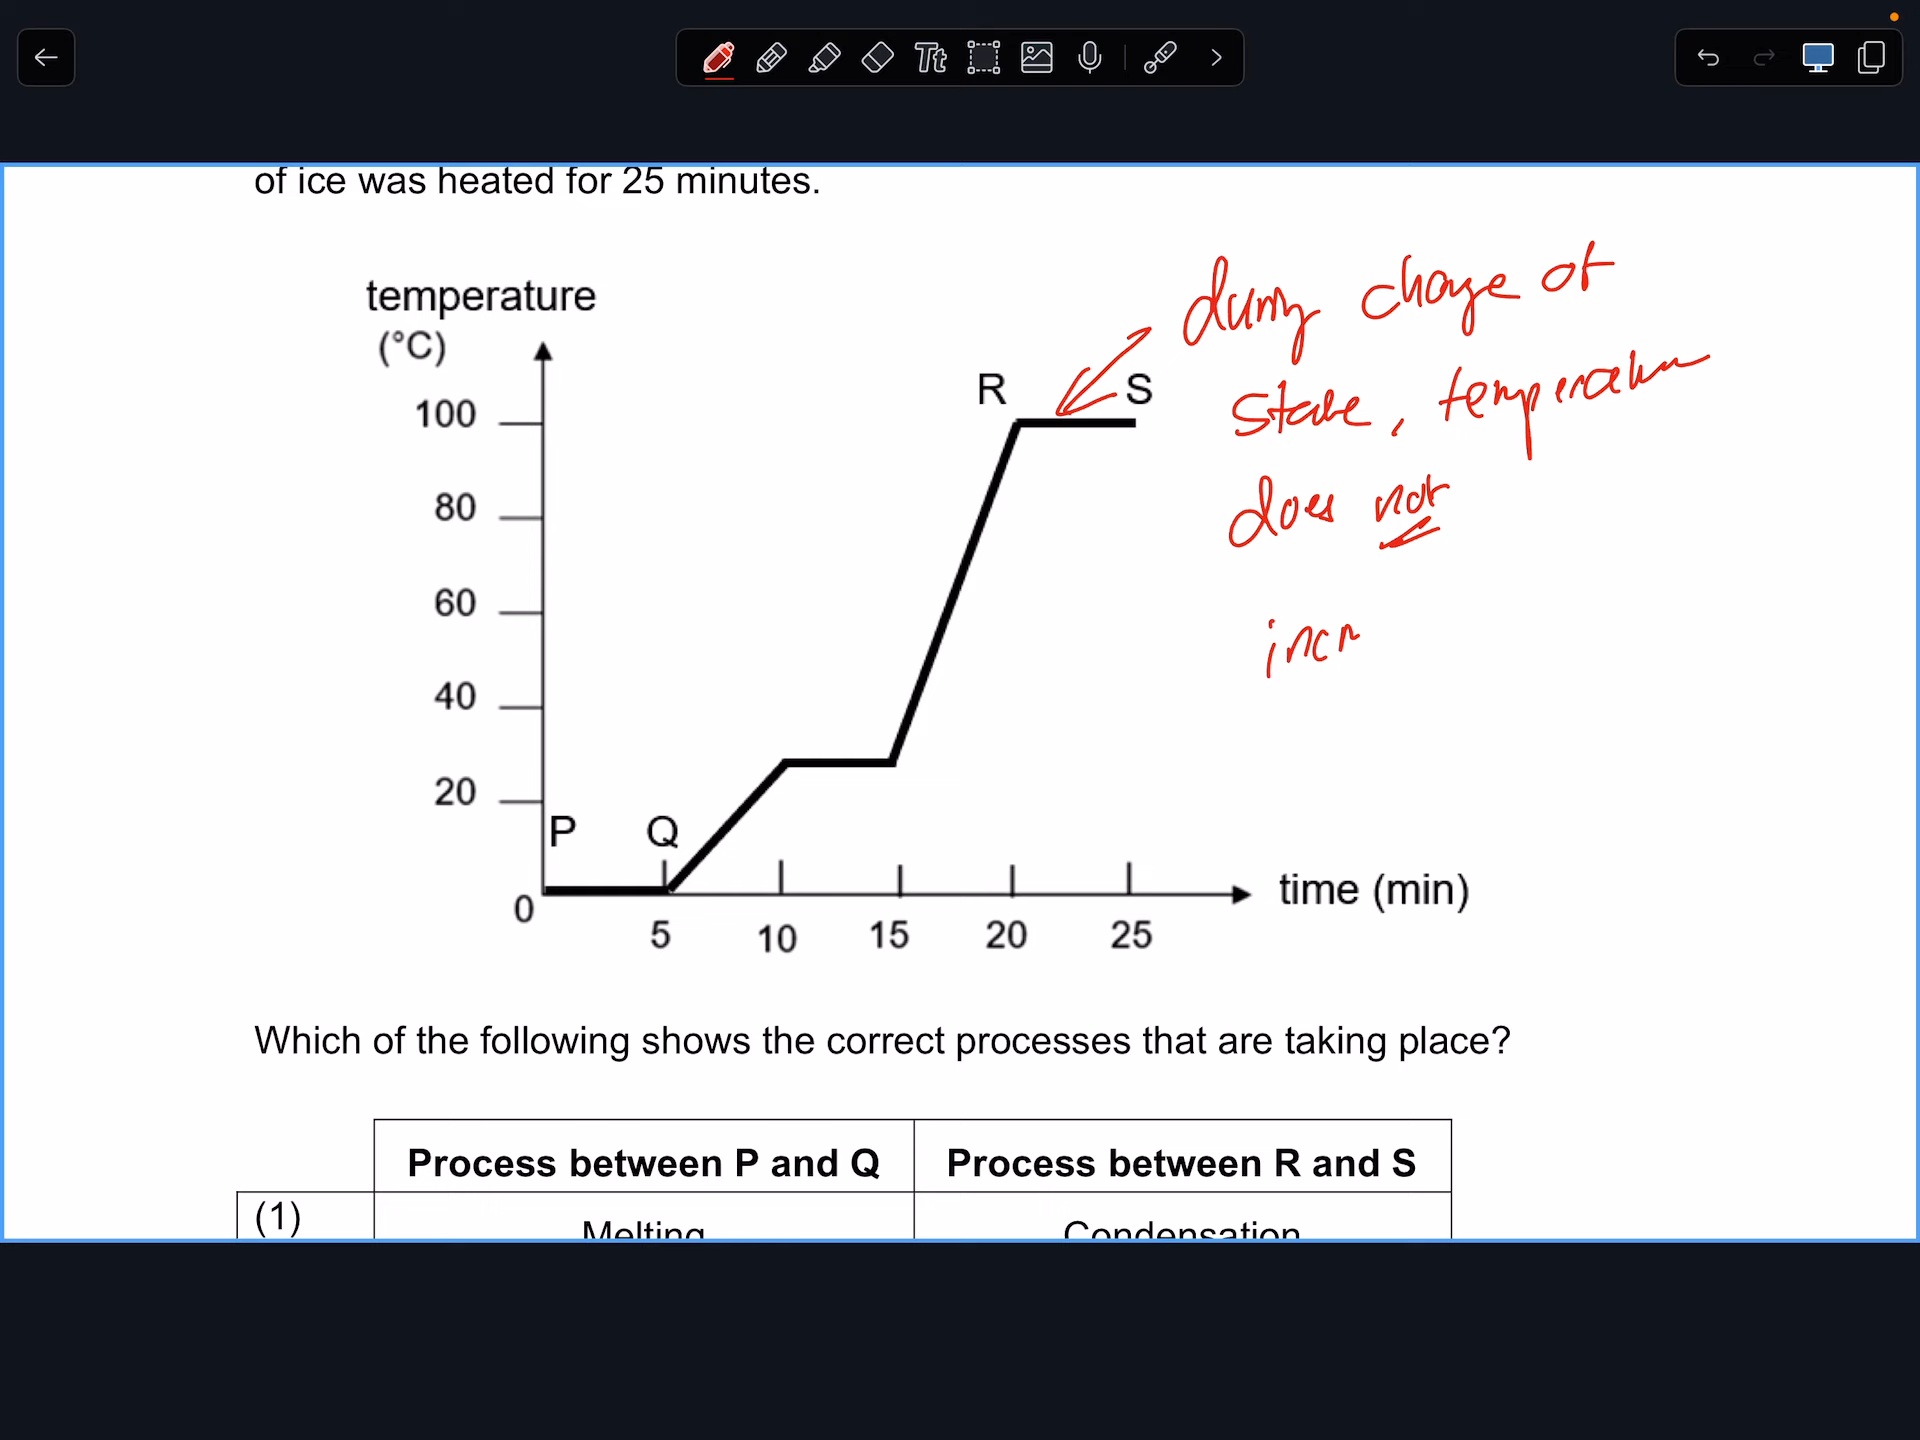 Tt
of ice was heated for 25 minutes.
temperature
(°C)
100
80
60
40
20
0
P
Q
R
S
5
10
15
20
25
time (min)
during change of
state, temperature
does not
incr
Which of the following shows the correct processes that are taking place?
Process between P and Q Process between R and S
(1) Melting Condensation